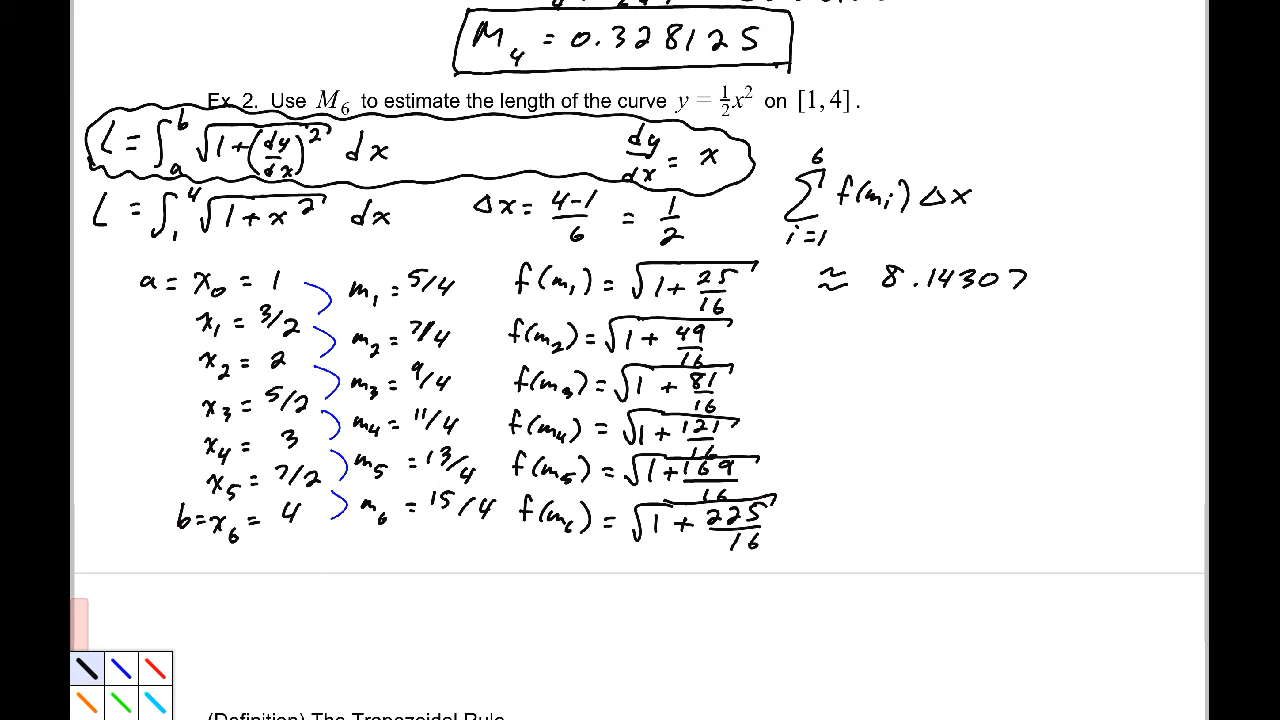 M₄ = 0.328125
Ex. 2. Use M₆ to estimate the length of the curve y = ½x² on [1, 4].
L = ∫ₐᵇ √(1+(dy/dx)²) dx    dy/dx = x
L = ∫₁⁴ √(1+x²) dx    Δx = (4-1)/6 = 1/2    Σ_{i=1}^{6} f(mᵢ) Δx
a = x₀ = 1    m₁ = 5/4    f(m₁) = √(1 + 25/16)    ≈ 8.14307
x₁ = 3/2    m₂ = 7/4    f(m₂) = √(1 + 49/16)
x₂ = 2    m₃ = 9/4    f(m₃) = √(1 + 81/16)
x₃ = 5/2    m₄ = 11/4    f(m₄) = √(1 + 121/16)
x₄ = 3    m₅ = 13/4    f(m₅) = √(1 + 169/16)
x₅ = 7/2    m₆ = 15/4    f(m₆) = √(1 + 225/16)
b = x₆ = 4
(Definition) The Trapezoidal Rule